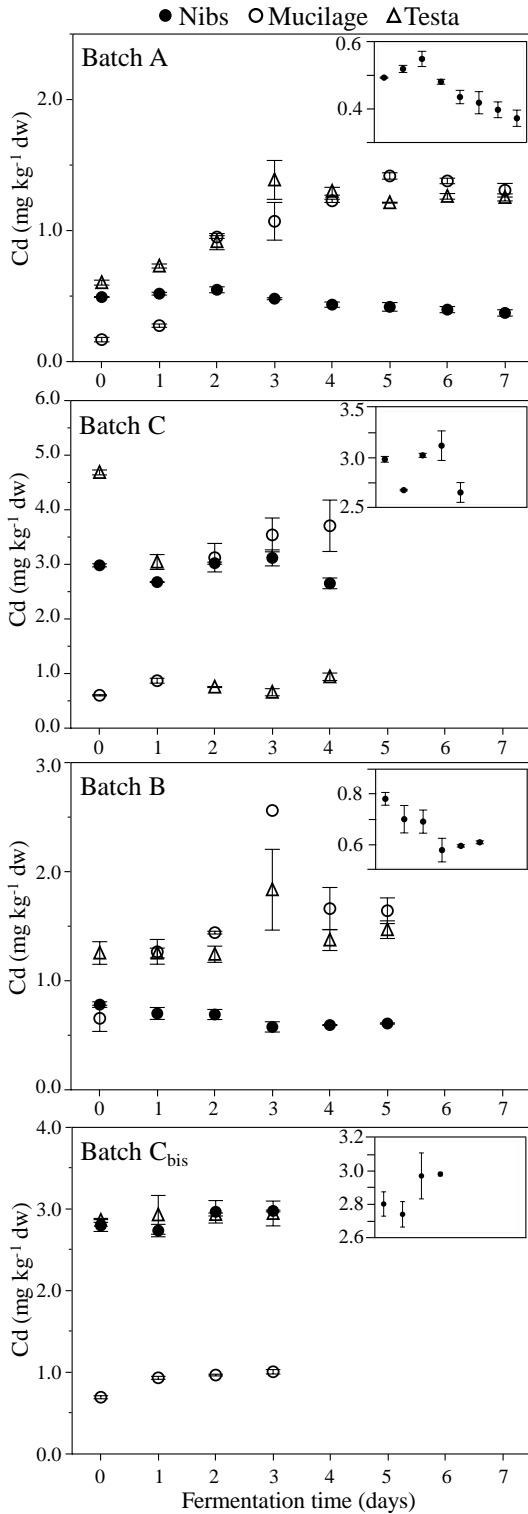 Nibs Mucilage Testa
Batch A
Cd (mg kg⁻¹ dw)
2.0
1.0
0.0
0.6
0.4
0 1 2 3 4 5 6 7
Batch C
Cd (mg kg⁻¹ dw)
6.0
5.0
4.0
3.0
2.0
1.0
0.0
3.5
3.0
2.5
0 1 2 3 4 5 6 7
Batch B
Cd (mg kg⁻¹ dw)
3.0
2.0
1.0
0.0
0.8
0.6
0 1 2 3 4 5 6 7
Batch C_bis
Cd (mg kg⁻¹ dw)
4.0
3.0
2.0
1.0
0.0
3.2
3.0
2.8
2.6
0 1 2 3 4 5 6 7
Fermentation time (days)